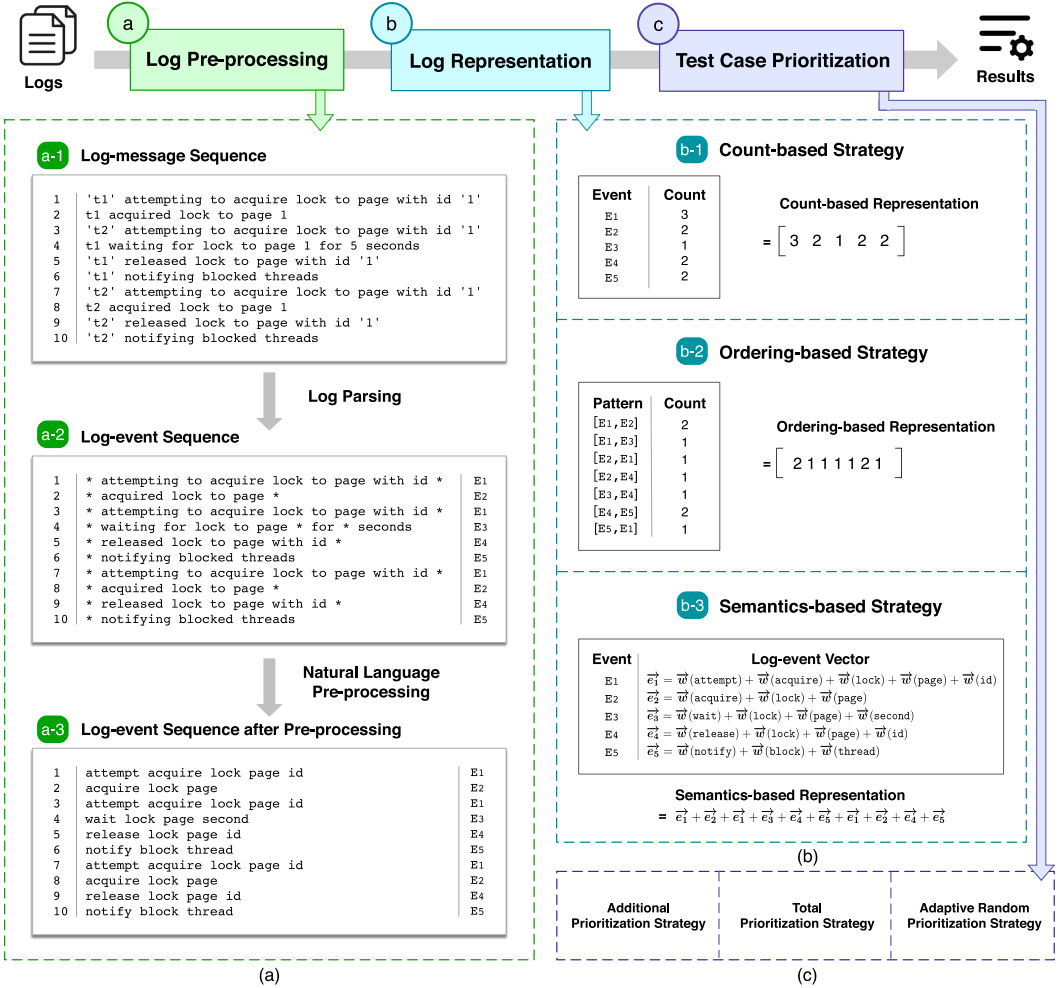 a
b
c
Log Pre-processing
Log Representation
Test Case Prioritization
Logs
Results
a-1 Log-message Sequence
1 't1' attempting to acquire lock to page with id '1'
2 t1 acquired lock to page 1
3 't2' attempting to acquire lock to page with id '1'
4 t1 waiting for lock to page 1 for 5 seconds
5 't1' released lock to page with id '1'
6 't1' notifying blocked threads
7 't2' attempting to acquire lock to page with id '1'
8 t2 acquired lock to page 1
9 't2' released lock to page with id '1'
10 't2' notifying blocked threads
Log Parsing
a-2 Log-event Sequence
1 * attempting to acquire lock to page with id * E1
2 * acquired lock to page * E2
3 * attempting to acquire lock to page with id * E1
4 * waiting for lock to page * for * seconds E3
5 * released lock to page with id * E4
6 * notifying blocked threads E5
7 * attempting to acquire lock to page with id * E1
8 * acquired lock to page * E2
9 * released lock to page with id * E4
10 * notifying blocked threads E5
Natural Language
Pre-processing
a-3 Log-event Sequence after Pre-processing
1 attempt acquire lock page id E1
2 acquire lock page E2
3 attempt acquire lock page id E1
4 wait lock page second E3
5 release lock page id E4
6 notify block thread E5
7 attempt acquire lock page id E1
8 acquire lock page E2
9 release lock page id E4
10 notify block thread E5
(a)
b-1 Count-based Strategy
Event Count
E1 3
E2 2
E3 1
E4 2
E5 2
Count-based Representation
= [ 3 2 1 2 2 ]
b-2 Ordering-based Strategy
Pattern Count
[E1,E2] 2
[E1,E3] 1
[E2,E1] 1
[E2,E4] 1
[E3,E4] 1
[E4,E5] 2
[E5,E1] 1
Ordering-based Representation
= [ 2 1 1 1 1 2 1 ]
b-3 Semantics-based Strategy
Event Log-event Vector
E1 e₁⃗ = w⃗(attempt) + w⃗(acquire) + w⃗(lock) + w⃗(page) + w⃗(id)
E2 e₂⃗ = w⃗(acquire) + w⃗(lock) + w⃗(page)
E3 e₃⃗ = w⃗(wait) + w⃗(lock) + w⃗(page) + w⃗(second)
E4 e₄⃗ = w⃗(release) + w⃗(lock) + w⃗(page) + w⃗(id)
E5 e₅⃗ = w⃗(notify) + w⃗(block) + w⃗(thread)
Semantics-based Representation
= e₁⃗ + e₂⃗ + e₁⃗ + e₃⃗ + e₄⃗ + e₅⃗ + e₁⃗ + e₂⃗ + e₄⃗ + e₅⃗
(b)
Additional
Prioritization Strategy
Total
Prioritization Strategy
Adaptive Random
Prioritization Strategy
(c)